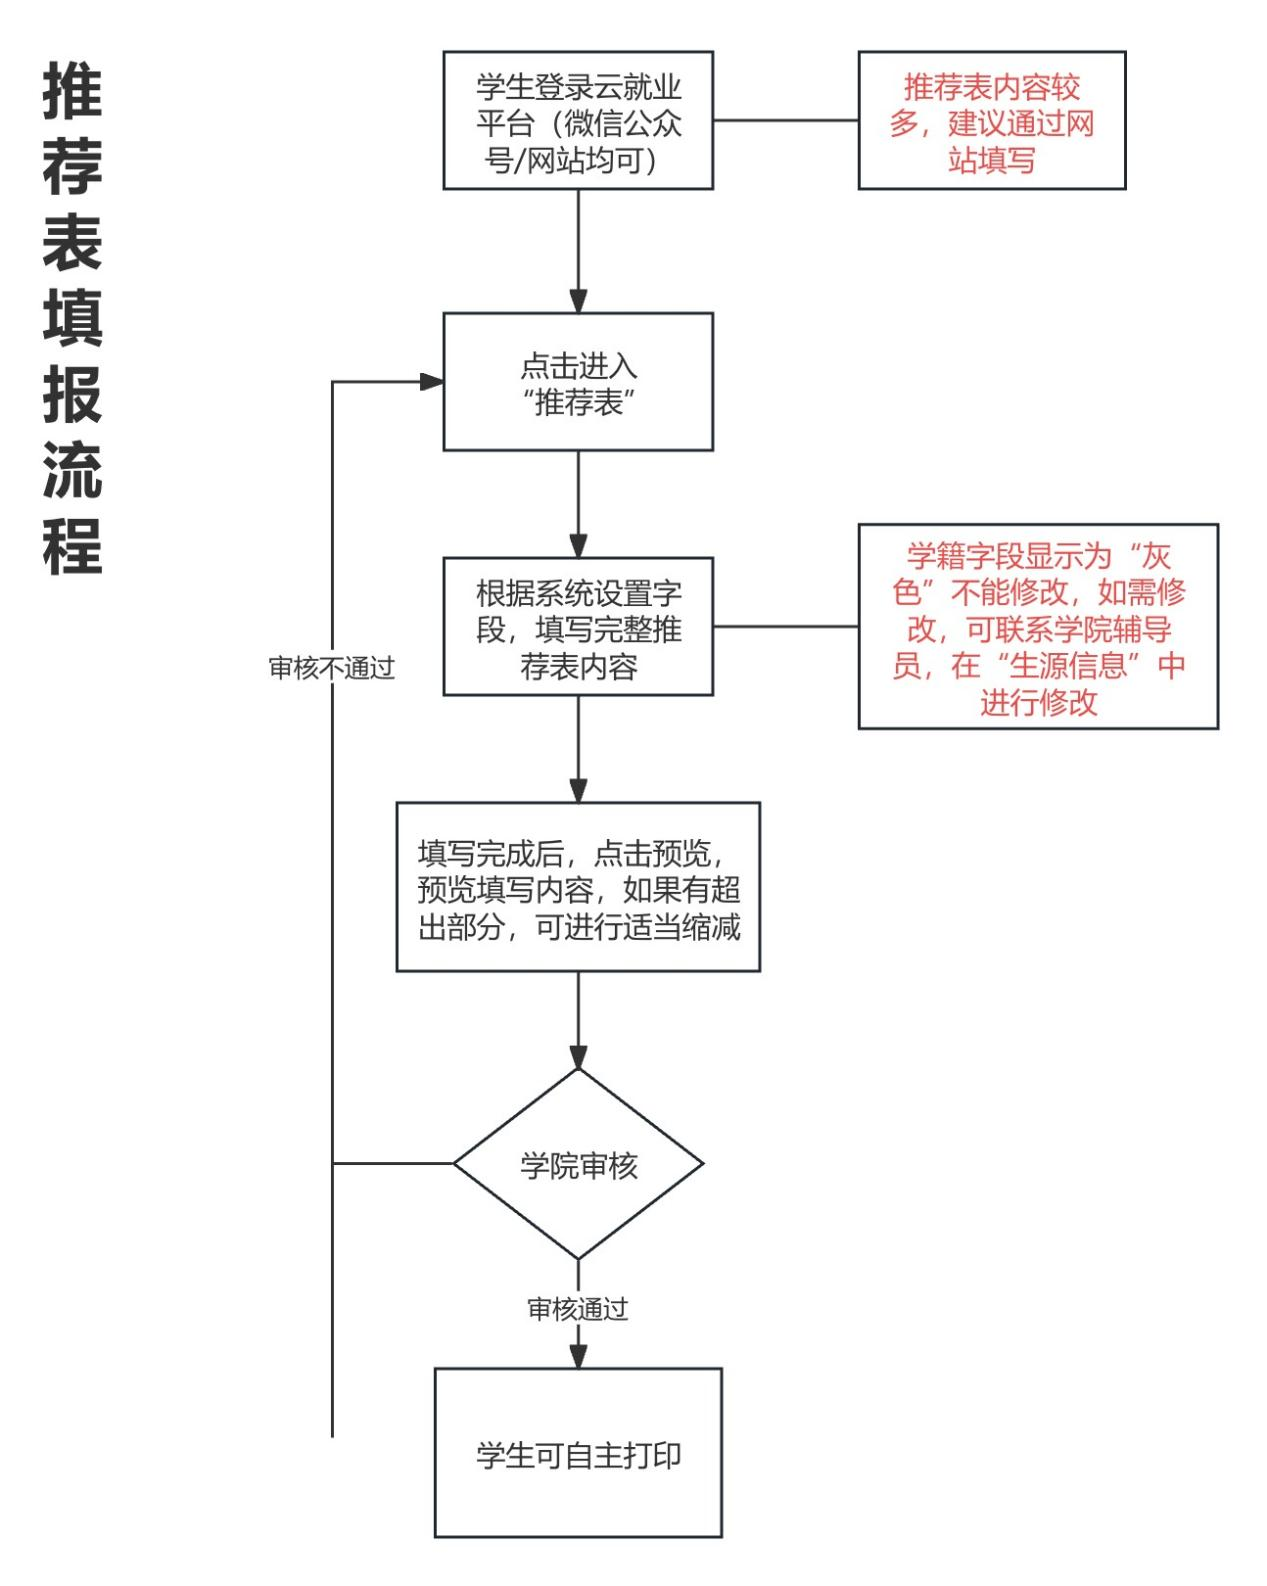 推荐表填报流程
学生登录云就业
平台（微信公众
号/网站均可）
推荐表内容较
多，建议通过网
站填写
点击进入
“推荐表”
根据系统设置字
段，填写完整推
荐表内容
学籍字段显示为“灰
色”不能修改，如需修
改，可联系学院辅导
员，在“生源信息”中
进行修改
审核不通过
填写完成后，点击预览，
预览填写内容，如果有超
出部分，可进行适当缩减
学院审核
审核通过
学生可自主打印